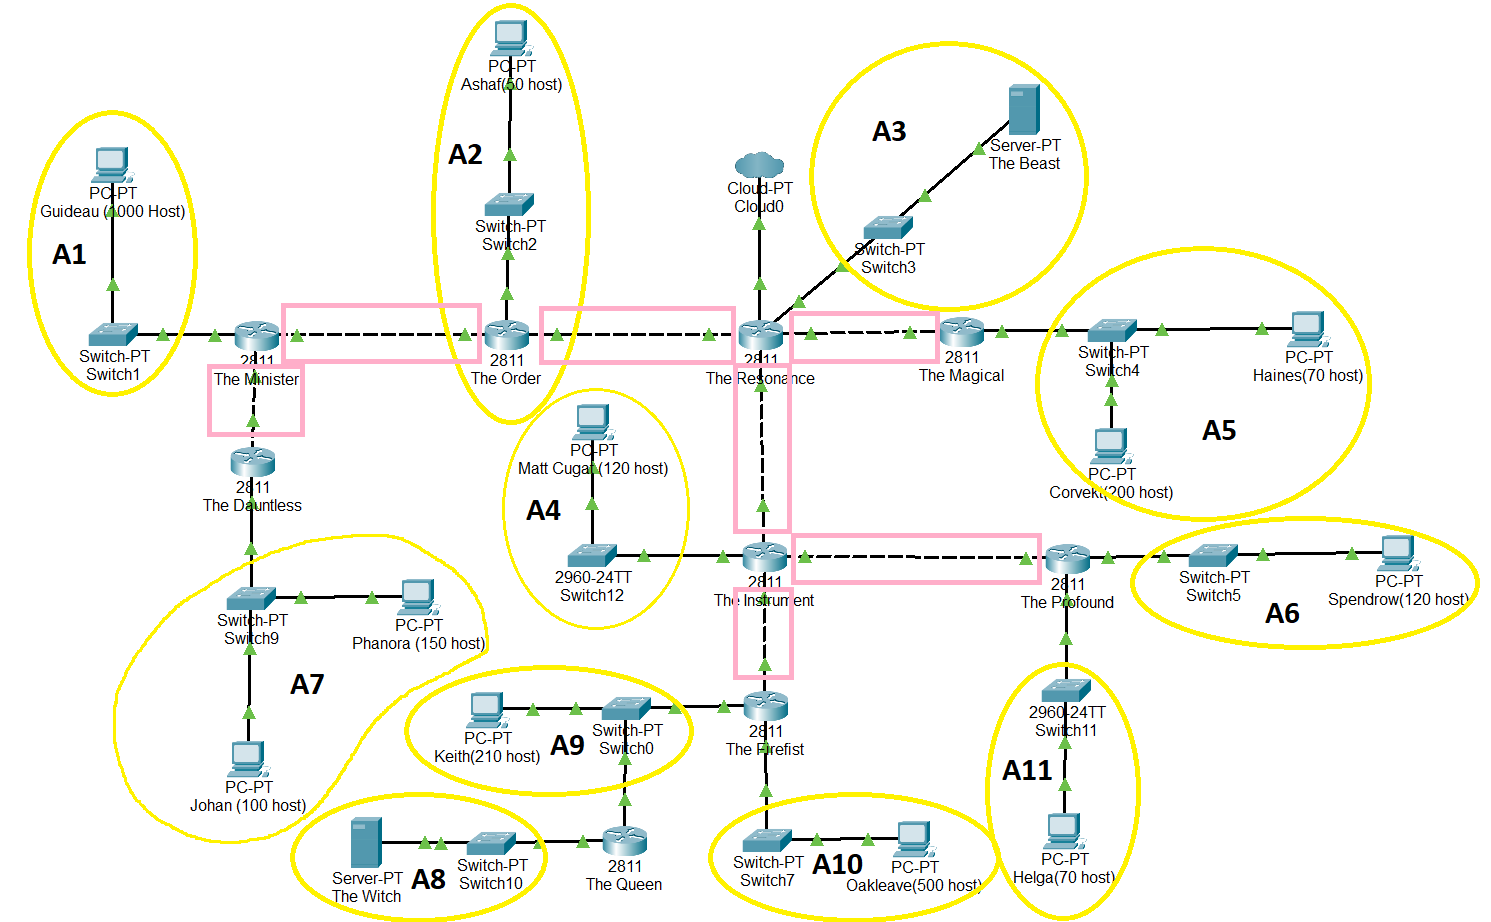 PC-PT
Ashaf(50 host)
A2
Switch-PT
Switch2
PC-PT
Guideau (1000 Host)
A1
Switch-PT
Switch1
2811
The Minister
2811
The Order
Cloud-PT
Cloud0
A3
Server-PT
The Beast
Switch-PT
Switch3
2811
The Resonance
2811
The Magical
Switch-PT
Switch4
PC-PT
Haines(70 host)
A5
PC-PT
Corvekt(200 host)
2811
The Dauntless
PC-PT
Matt Cugat (120 host)
A4
2960-24TT
Switch12
2811
The Instrument
2811
The Profound
Switch-PT
Switch5
PC-PT
Spendrow(120 host)
A6
Switch-PT
Switch9
PC-PT
Phanora (150 host)
A7
PC-PT
Johan (100 host)
PC-PT
Keith(210 host)
A9
Switch-PT
Switch0
2811
The Firefist
2960-24TT
Switch11
A11
PC-PT
Helga(70 host)
Server-PT
The Witch
A8
Switch-PT
Switch10
2811
The Queen
Switch-PT
Switch7
A10
PC-PT
Oakleave(500 host)